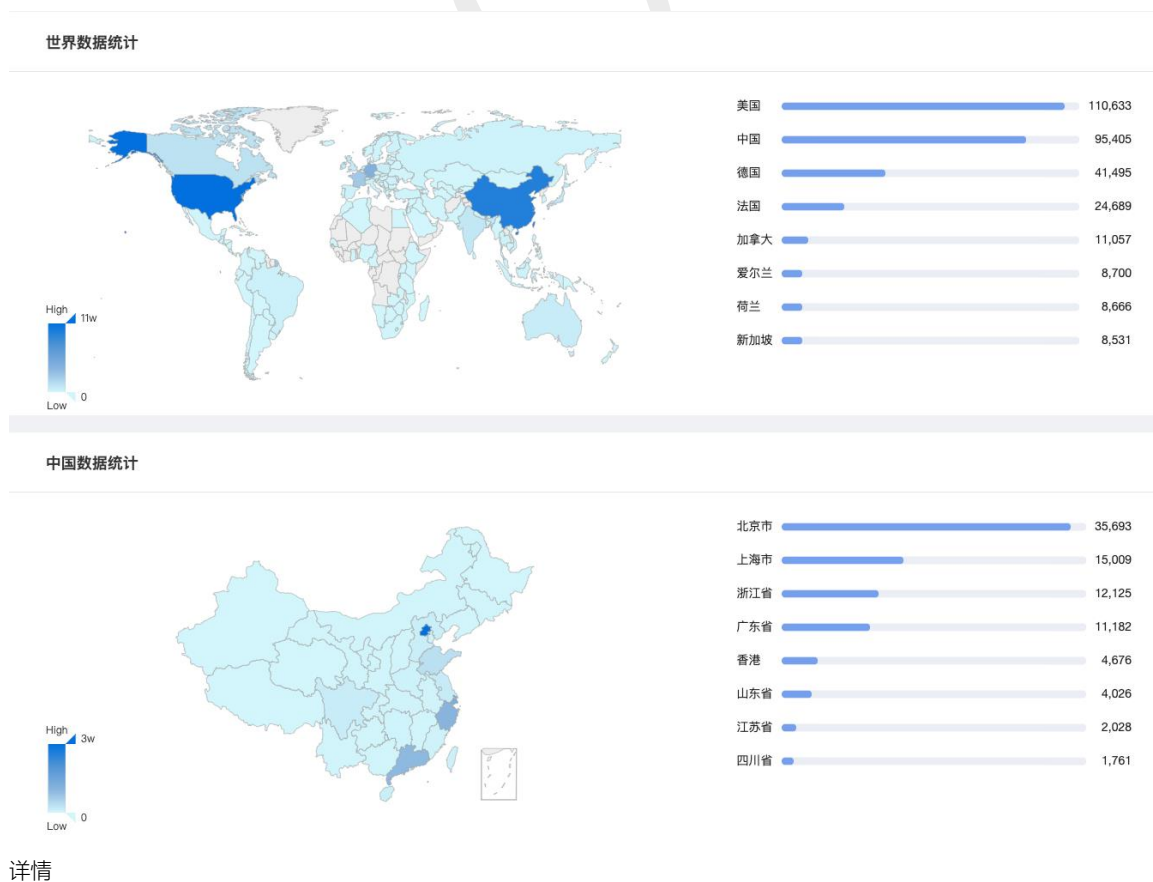 世界数据统计
美国 110,633
中国 95,405
德国 41,495
法国 24,689
加拿大 11,057
爱尔兰 8,700
荷兰 8,666
新加坡 8,531
High
11w
0
Low
中国数据统计
北京市 35,693
上海市 15,009
浙江省 12,125
广东省 11,182
香港 4,676
山东省 4,026
江苏省 2,028
四川省 1,761
High
3w
0
Low
详情